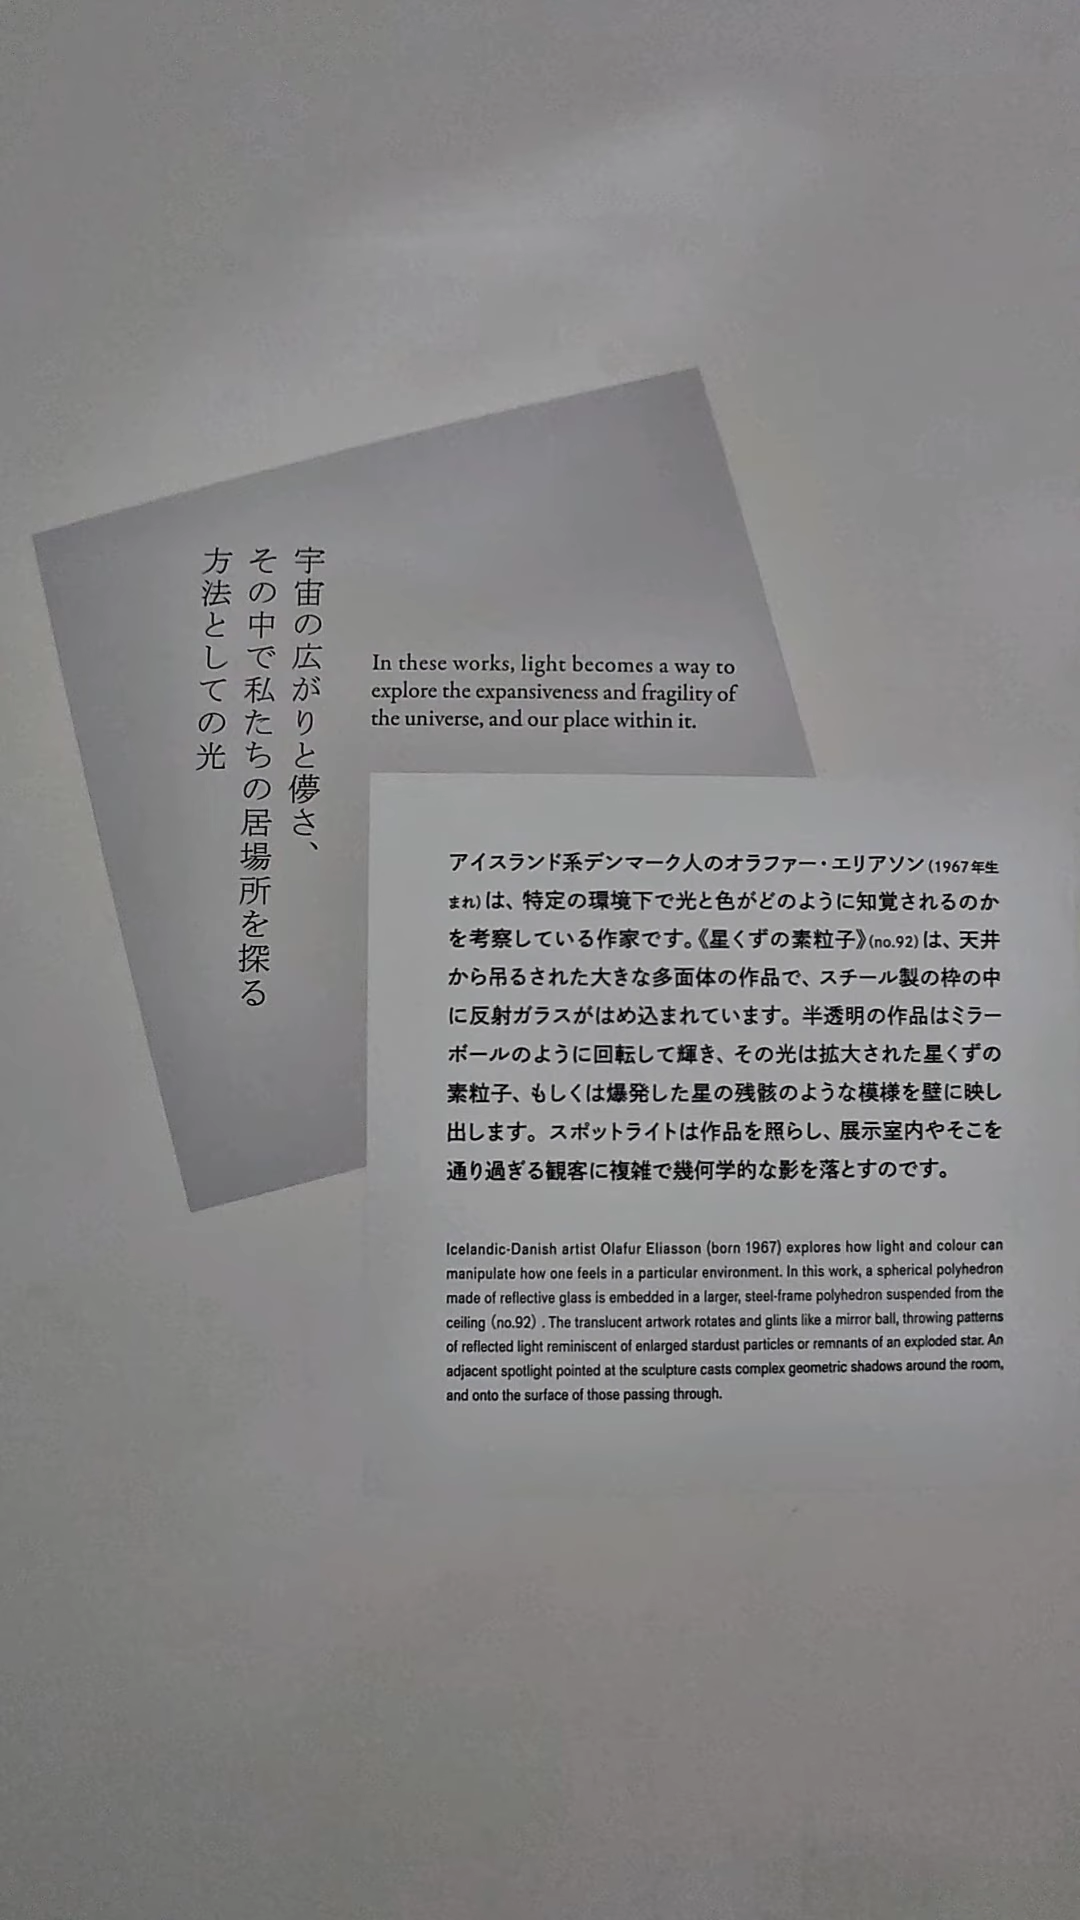 宇宙の広がりと儚さ、
その中で私たちの居場所を探る
方法としての光
In these works, light becomes a way to
explore the expansiveness and fragility of
the universe, and our place within it.
アイスランド系デンマーク人のオラファー・エリアソン(1967年生
まれ)は、特定の環境下で光と色がどのように知覚されるのか
を考察している作家です。《星くずの素粒子》(no.92)は、天井
から吊るされた大きな多面体の作品で、スチール製の枠の中
に反射ガラスがはめ込まれています。半透明の作品はミラー
ボールのように回転して輝き、その光は拡大された星くずの
素粒子、もしくは爆発した星の残骸のような模様を壁に映し
出します。スポットライトは作品を照らし、展示室内やそこを
通り過ぎる観客に複雑で幾何学的な影を落とすのです。
Icelandic-Danish artist Olafur Eliasson (born 1967) explores how light and colour can
manipulate how one feels in a particular environment. In this work, a spherical polyhedron
made of reflective glass is embedded in a larger, steel-frame polyhedron suspended from the
ceiling (no.92) . The translucent artwork rotates and glints like a mirror ball, throwing patterns
of reflected light reminiscent of enlarged stardust particles or remnants of an exploded star. An
adjacent spotlight pointed at the sculpture casts complex geometric shadows around the room,
and onto the surface of those passing through.